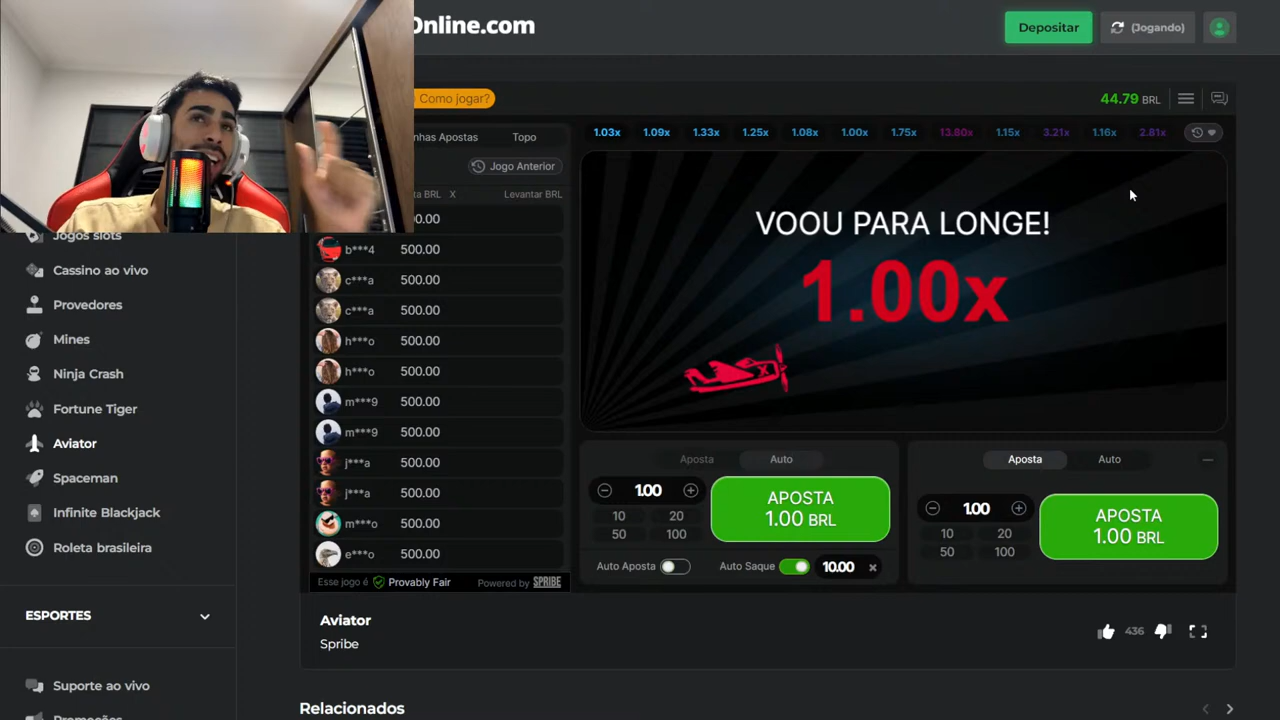 Online.com
Depositar
(Jogando)
Como jogar?
44.79 BRL
Apostas
Topo
1.03x
1.09x
1.33x
1.25x
1.08x
1.00x
1.75x
13.80x
1.15x
3.21x
1.16x
2.81x
Jogo Anterior
BRL X Levantar BRL
b***4 500.00
c***a 500.00
c***a 500.00
h***o 500.00
h***o 500.00
m***9 500.00
m***9 500.00
j***a 500.00
j***a 500.00
m***o 500.00
e***o 500.00
Esse jogo é Provably Fair
Powered by SPRIBE
VOOU PARA LONGE!
1.00x
Aposta
Auto
1.00
10 20
50 100
APOSTA
1.00 BRL
Auto Aposta
Auto Saque
10.00 x
Aposta
Auto
1.00
10 20
50 100
APOSTA
1.00 BRL
Jogos slots
Cassino ao vivo
Provedores
Mines
Ninja Crash
Fortune Tiger
Aviator
Spaceman
Infinite Blackjack
Roleta brasileira
ESPORTES
Suporte ao vivo
Aviator
Spribe
436
Relacionados